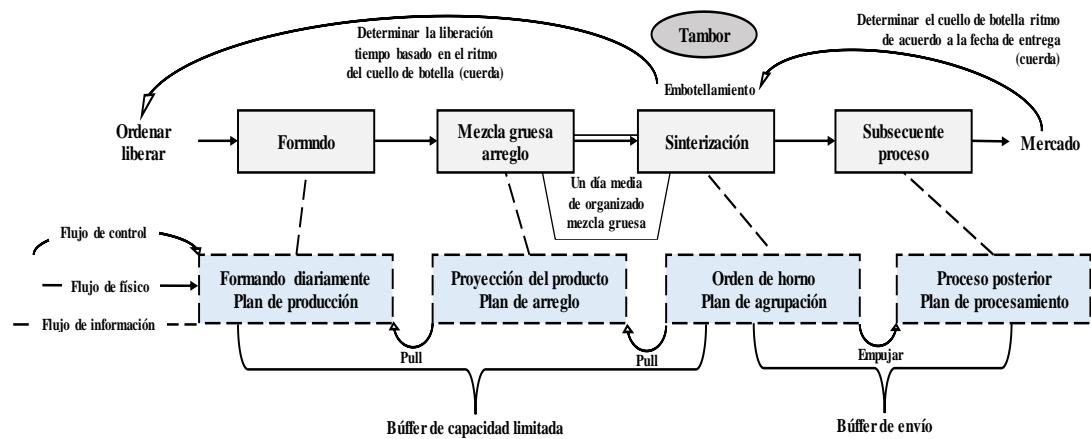 Determinar la liberación
tiempo basado en el ritmo
del cuello de botella (cuerda)
Tambor
Determinar el cuello de botella ritmo
de acuerdo a la fecha de entrega
(cuerda)
Embotellamiento
Ordenar
liberar
Formndo
Mezcla gruesa
arreglo
Sinterización
Subsecuente
proceso
Mercado
Un día media
de organizado
mezcla gruesa
Flujo de control
Flujo de físico
Flujo de información
Formando diariamente
Plan de producción
Proyección del producto
Plan de arreglo
Orden de horno
Plan de agrupación
Proceso posterior
Plan de procesamiento
Pull
Pull
Empujar
Búffer de capacidad limitada
Búffer de envío